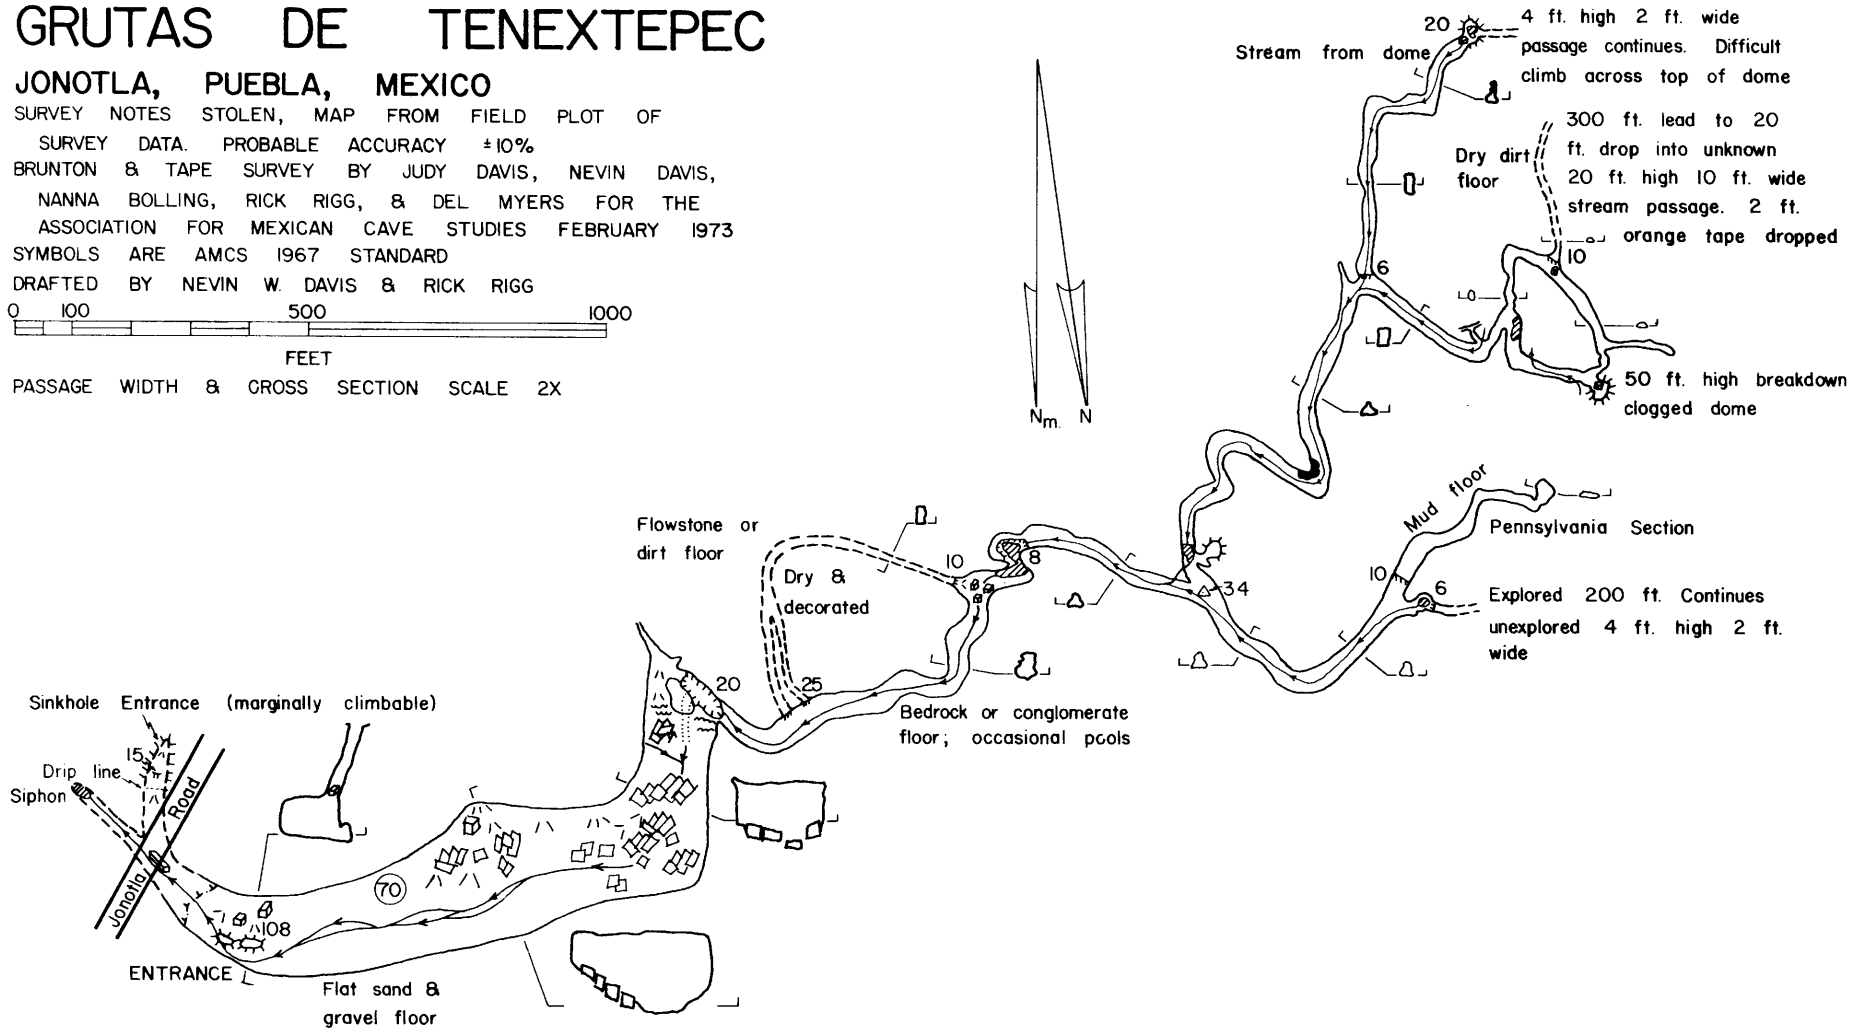 GRUTAS DE TENEXTEPEC
JONOTLA, PUEBLA, MEXICO
SURVEY NOTES STOLEN, MAP FROM FIELD PLOT OF
SURVEY DATA. PROBABLE ACCURACY ±10%
BRUNTON & TAPE SURVEY BY JUDY DAVIS, NEVIN DAVIS,
NANNA BOLLING, RICK RIGG, & DEL MYERS FOR THE
ASSOCIATION FOR MEXICAN CAVE STUDIES FEBRUARY 1973
SYMBOLS ARE AMCS 1967 STANDARD
DRAFTED BY NEVIN W. DAVIS & RICK RIGG
0 100 500 1000
FEET
PASSAGE WIDTH & CROSS SECTION SCALE 2X
Nm. N
Stream from dome
20
4 ft. high 2 ft. wide
passage continues. Difficult
climb across top of dome
Dry dirt
floor
300 ft. lead to 20
ft. drop into unknown
20 ft. high 10 ft. wide
stream passage. 2 ft.
orange tape dropped
10
6
50 ft. high breakdown
clogged dome
Mud floor
Pennsylvania Section
10
6
Explored 200 ft. Continues
unexplored 4 ft. high 2 ft.
wide
34
8
10
Flowstone or
dirt floor
Dry &
decorated
25
20
Bedrock or conglomerate
floor; occasional pools
Sinkhole Entrance (marginally climbable)
15
Drip line
Siphon
Jonotla Road
70
108
ENTRANCE
Flat sand &
gravel floor